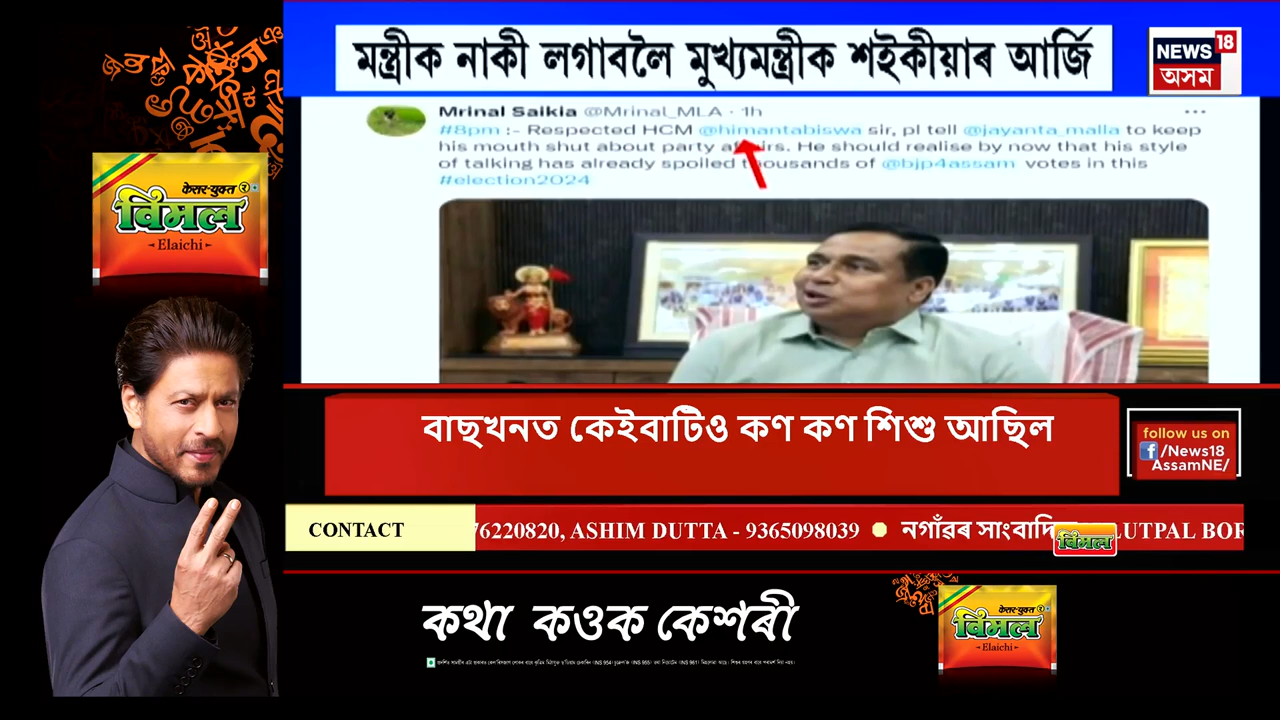 মন্ত্ৰীক নাকী লগাবলৈ মুখ্যমন্ত্ৰীক শইকীয়াৰ আৰ্জি
NEWS 18
অসম
Mrinal Saikia @Mrinal_MLA · 1h
#8pm :- Respected HCM @himantabiswa sir, pl tell @jayanta_malla to keep
his mouth shut about party affairs. He should realise by now that his style
of talking has already spoiled thousands of @bjp4assam votes in this
#election2024
केसर-युक्त
विमल
Elaichi
বাছখনত কেইবাটিও কণ কণ শিশু আছিল
follow us on
f/News18
AssamNE/
CONTACT
76220820, ASHIM DUTTA - 9365098039 নগাঁৱৰ সাংবাদি
विमल
LUTPAL BOR
কথা কওক কেশৰী
केसर-युक्त
विमल
Elaichi